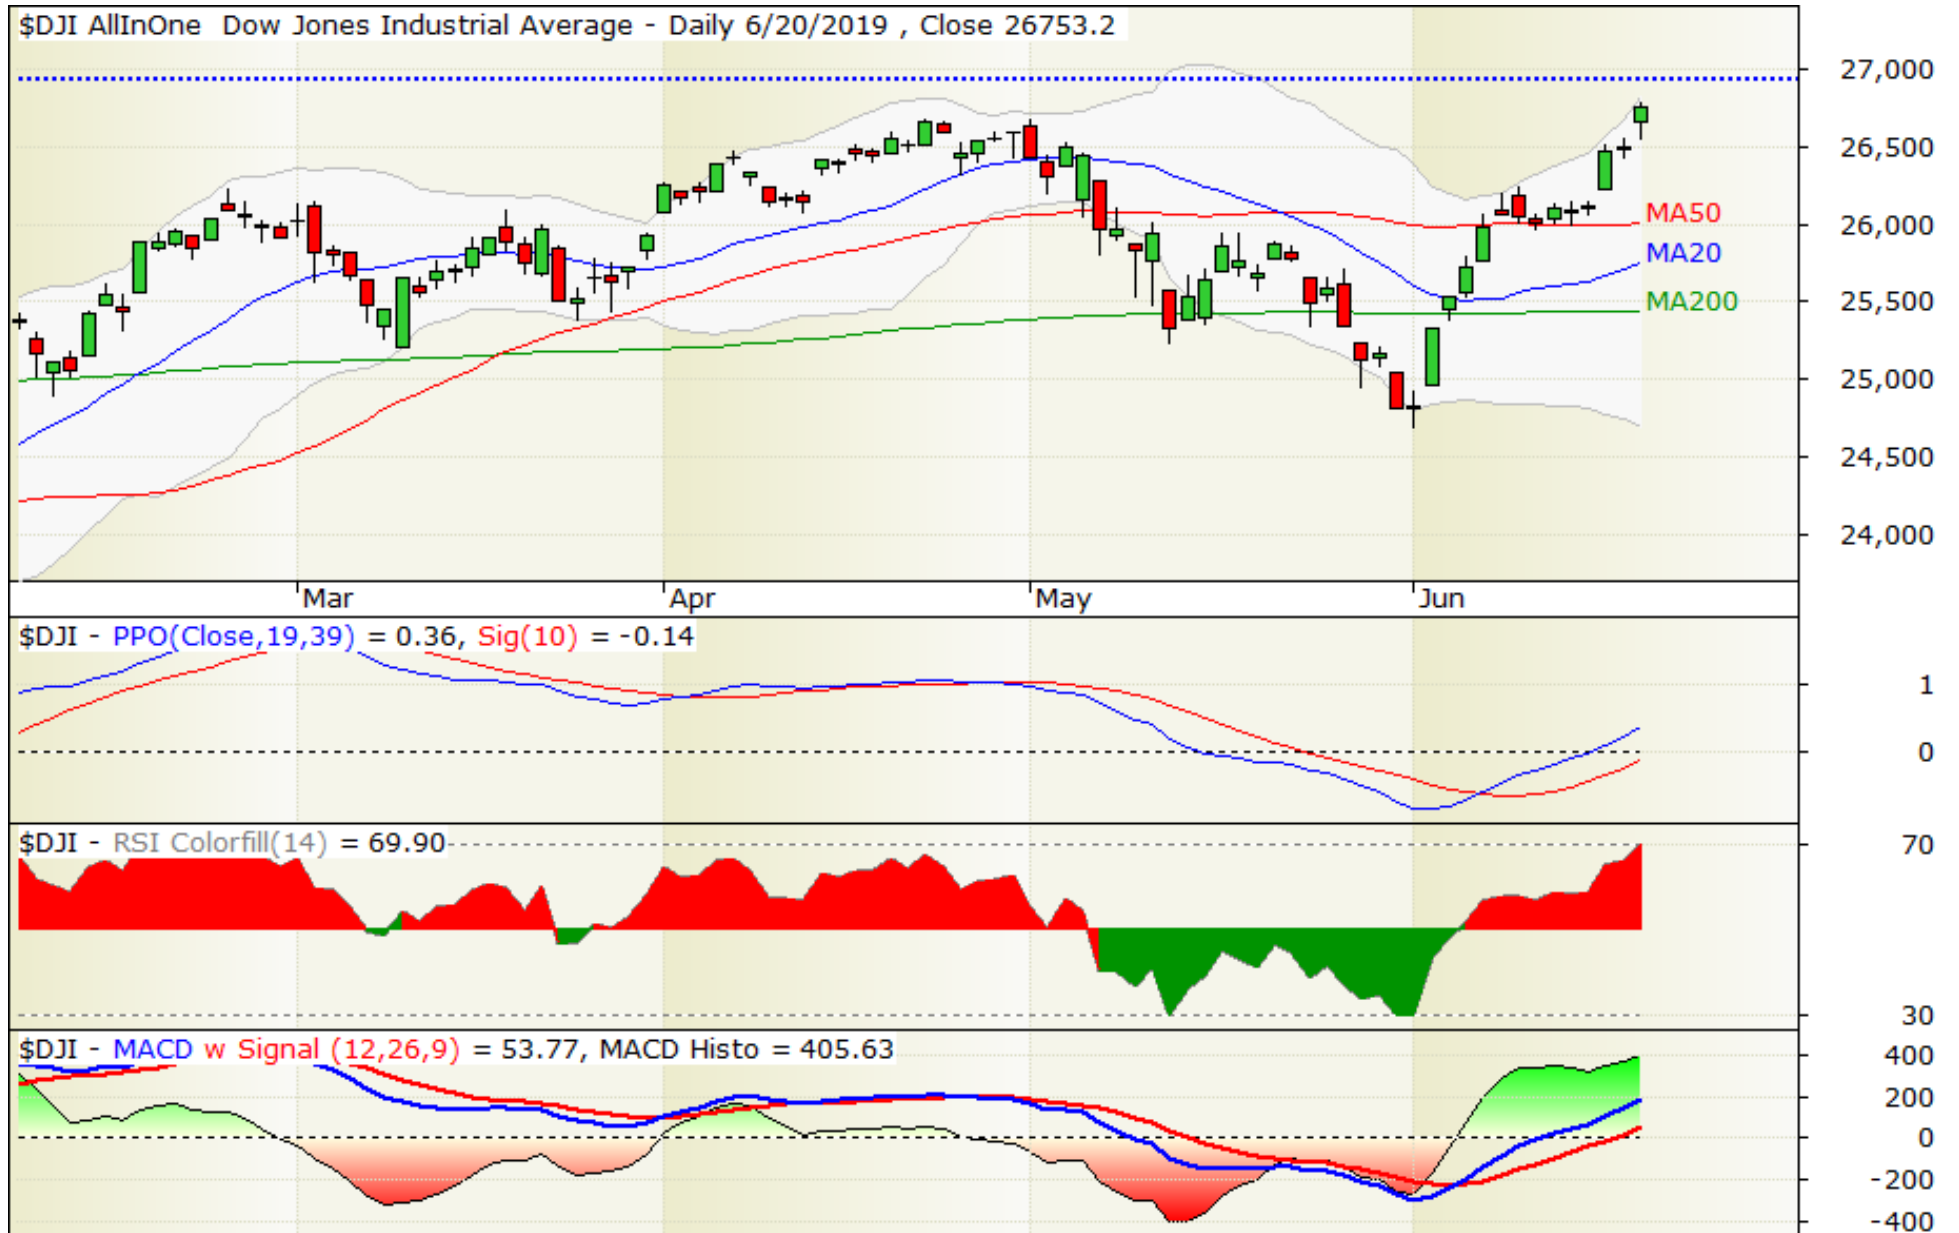 $DJI AllInOne  Dow Jones Industrial Average - Daily 6/20/2019 , Close 26753.2
27,000
26,500
MA50
26,000
MA20
MA200
25,500
25,000
24,500
24,000
Mar Apr May Jun
$DJI - PPO(Close,19,39) = 0.36, Sig(10) = -0.14
1
0
$DJI - RSI Colorfill(14) = 69.90
70
30
$DJI - MACD w Signal (12,26,9) = 53.77, MACD Histo = 405.63
400
200
0
-200
-400